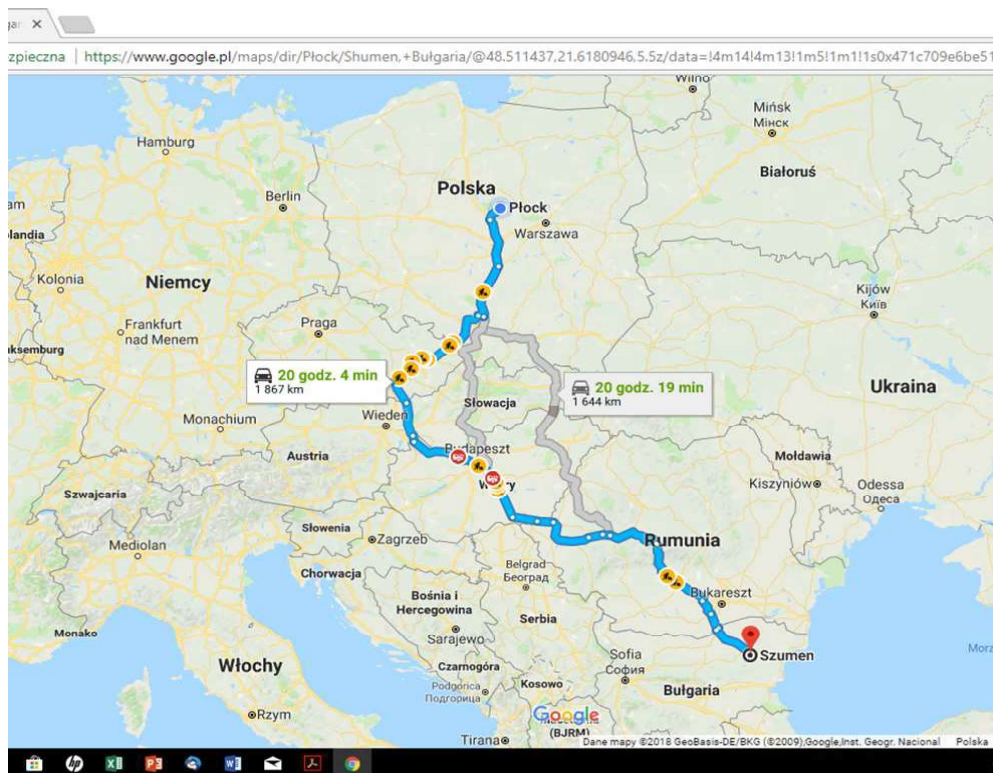 zpieczna | https://www.google.pl/maps/dir/Płock/Shumen,+Bułgaria/@48.511437,21.6180946,5.5z/data=!4m14!4m13!1m5!1m1!1s0x471c709e6be51
Wilno
Mińsk
Мінск
Hamburg
Białoruś
Berlin
Polska
Płock
Warszawa
Kolonia
Niemcy
Kijów
Київ
Frankfurt
nad Menem
Praga
20 godz. 4 min
1 867 km
20 godz. 19 min
1 644 km
Ukraina
Słowacja
Monachium
Wiedeń
Austria
Budapeszt
Mołdawia
Kiszyniów
Odessa
Одеса
Szwajcaria
Słowenia
Zagrzeb
Mediolan
Rumunia
Chorwacja
Belgrad
Београд
Bukareszt
Bośnia i
Hercegowina
Serbia
Monako
Sarajewo
Szumen
Sofia
София
Włochy
Czarnogóra
Kosowo
Podgorica
Подгорица
Bułgaria
Rzym
Google
(BJRM)
Tirana
Dane mapy ©2018 GeoBasis-DE/BKG (©2009),Google,Inst. Geogr. Nacional Polska